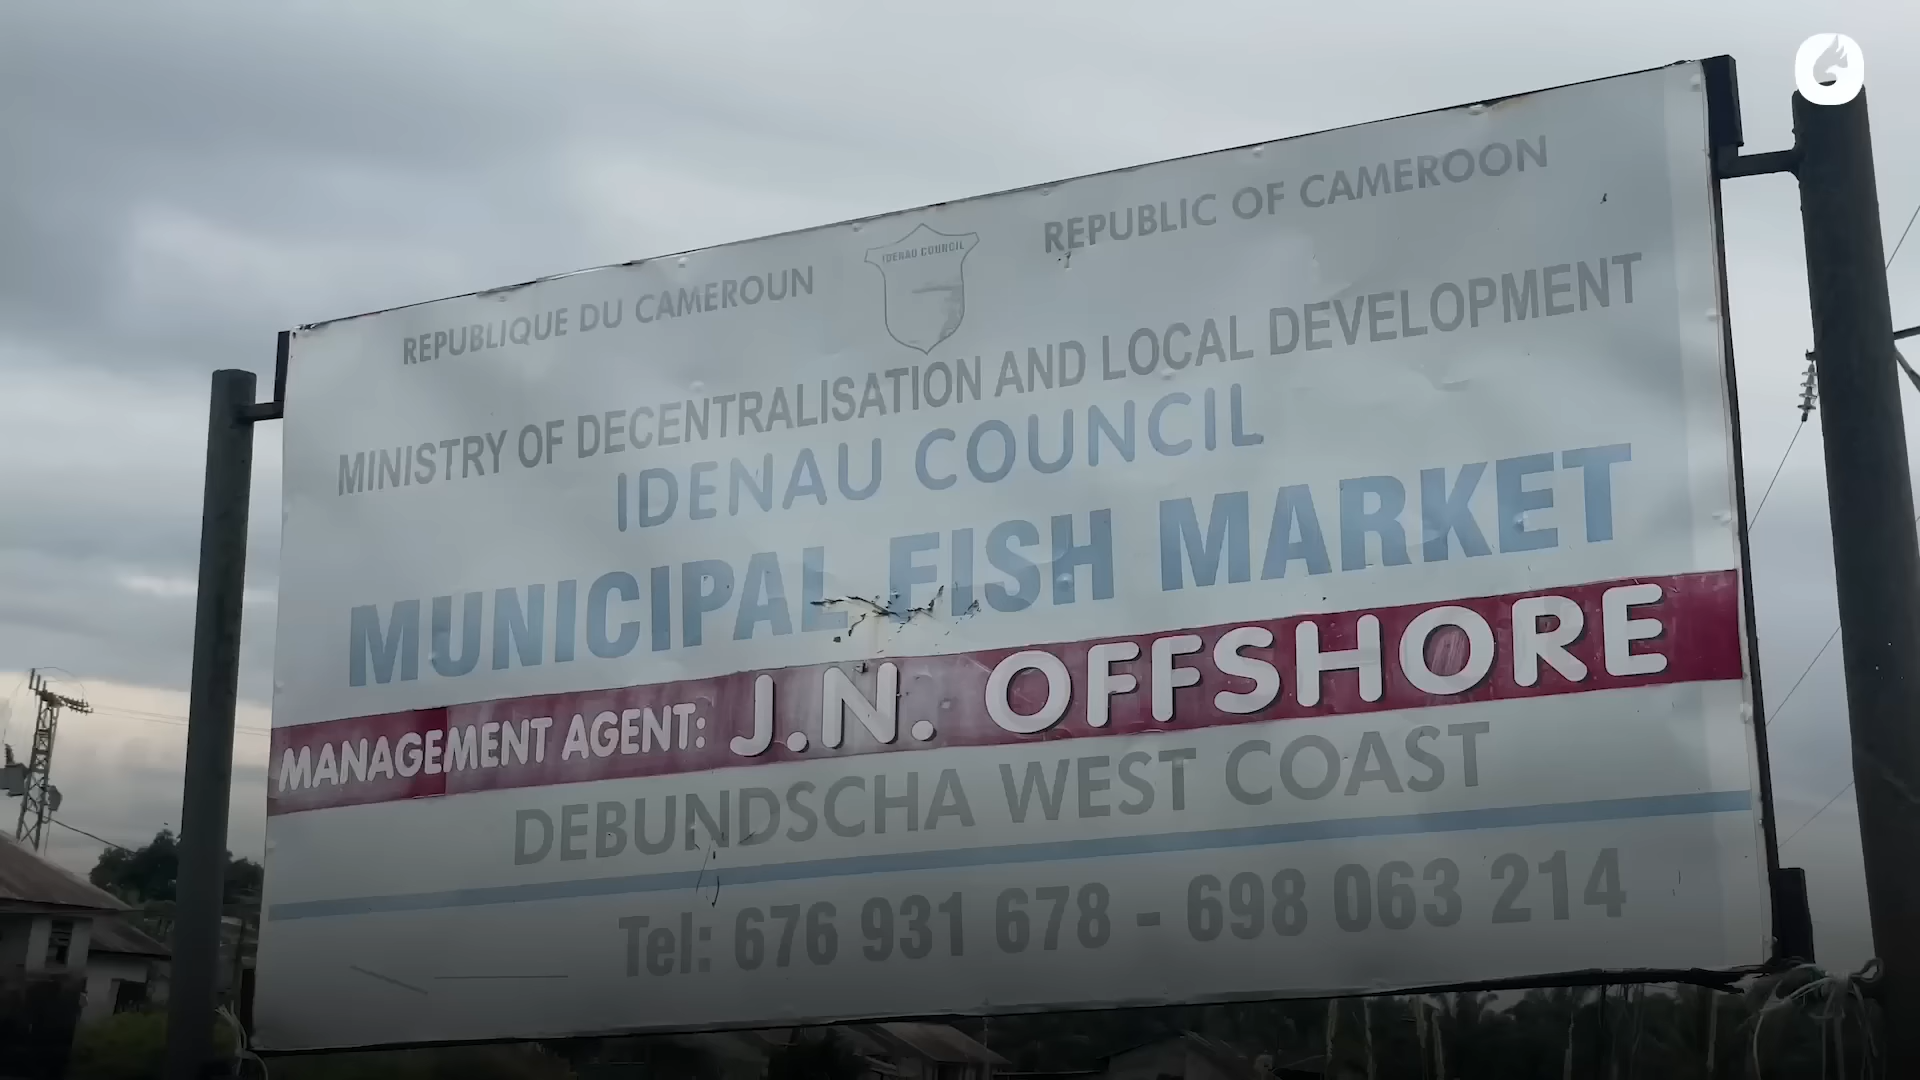 REPUBLIQUE DU CAMEROUN
IDENAU COUNCIL
REPUBLIC OF CAMEROON
MINISTRY OF DECENTRALISATION AND LOCAL DEVELOPMENT
IDENAU COUNCIL
MUNICIPAL FISH MARKET
MANAGEMENT AGENT: J.N. OFFSHORE
DEBUNDSCHA WEST COAST
Tel: 676 931 678 - 698 063 214